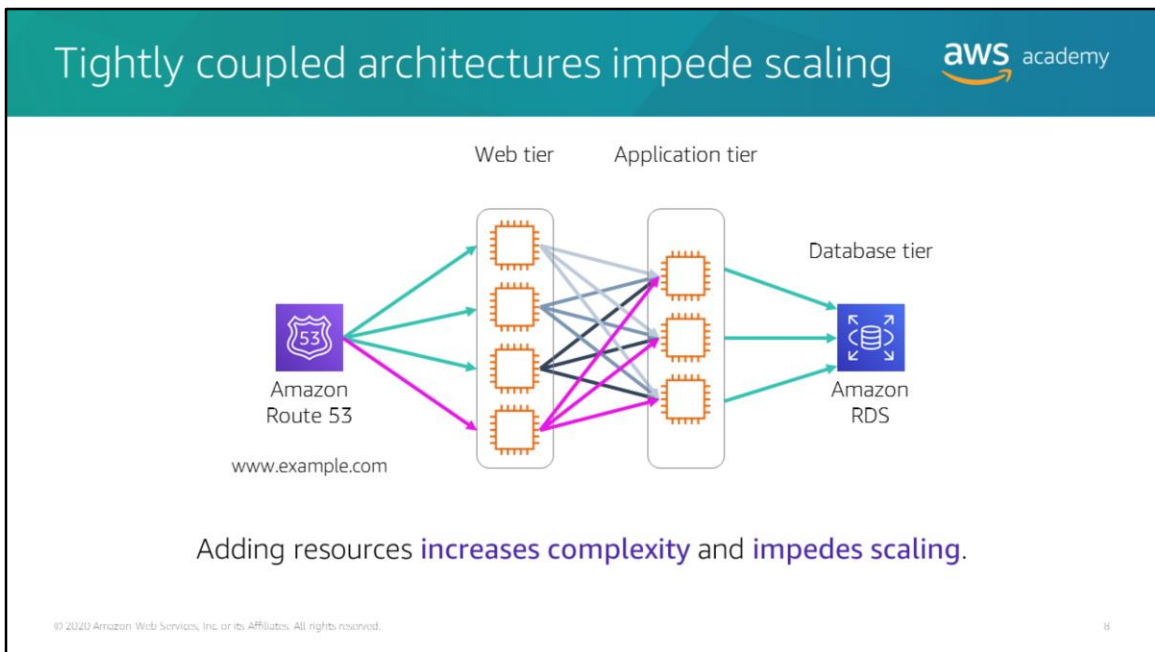 Tightly coupled architectures impede scaling
aws academy
Web tier
Application tier
Database tier
53
Amazon
Route 53
Amazon
RDS
www.example.com
Adding resources increases complexity and impedes scaling.
© 2020 Amazon Web Services, Inc. or its Affiliates. All rights reserved.
8